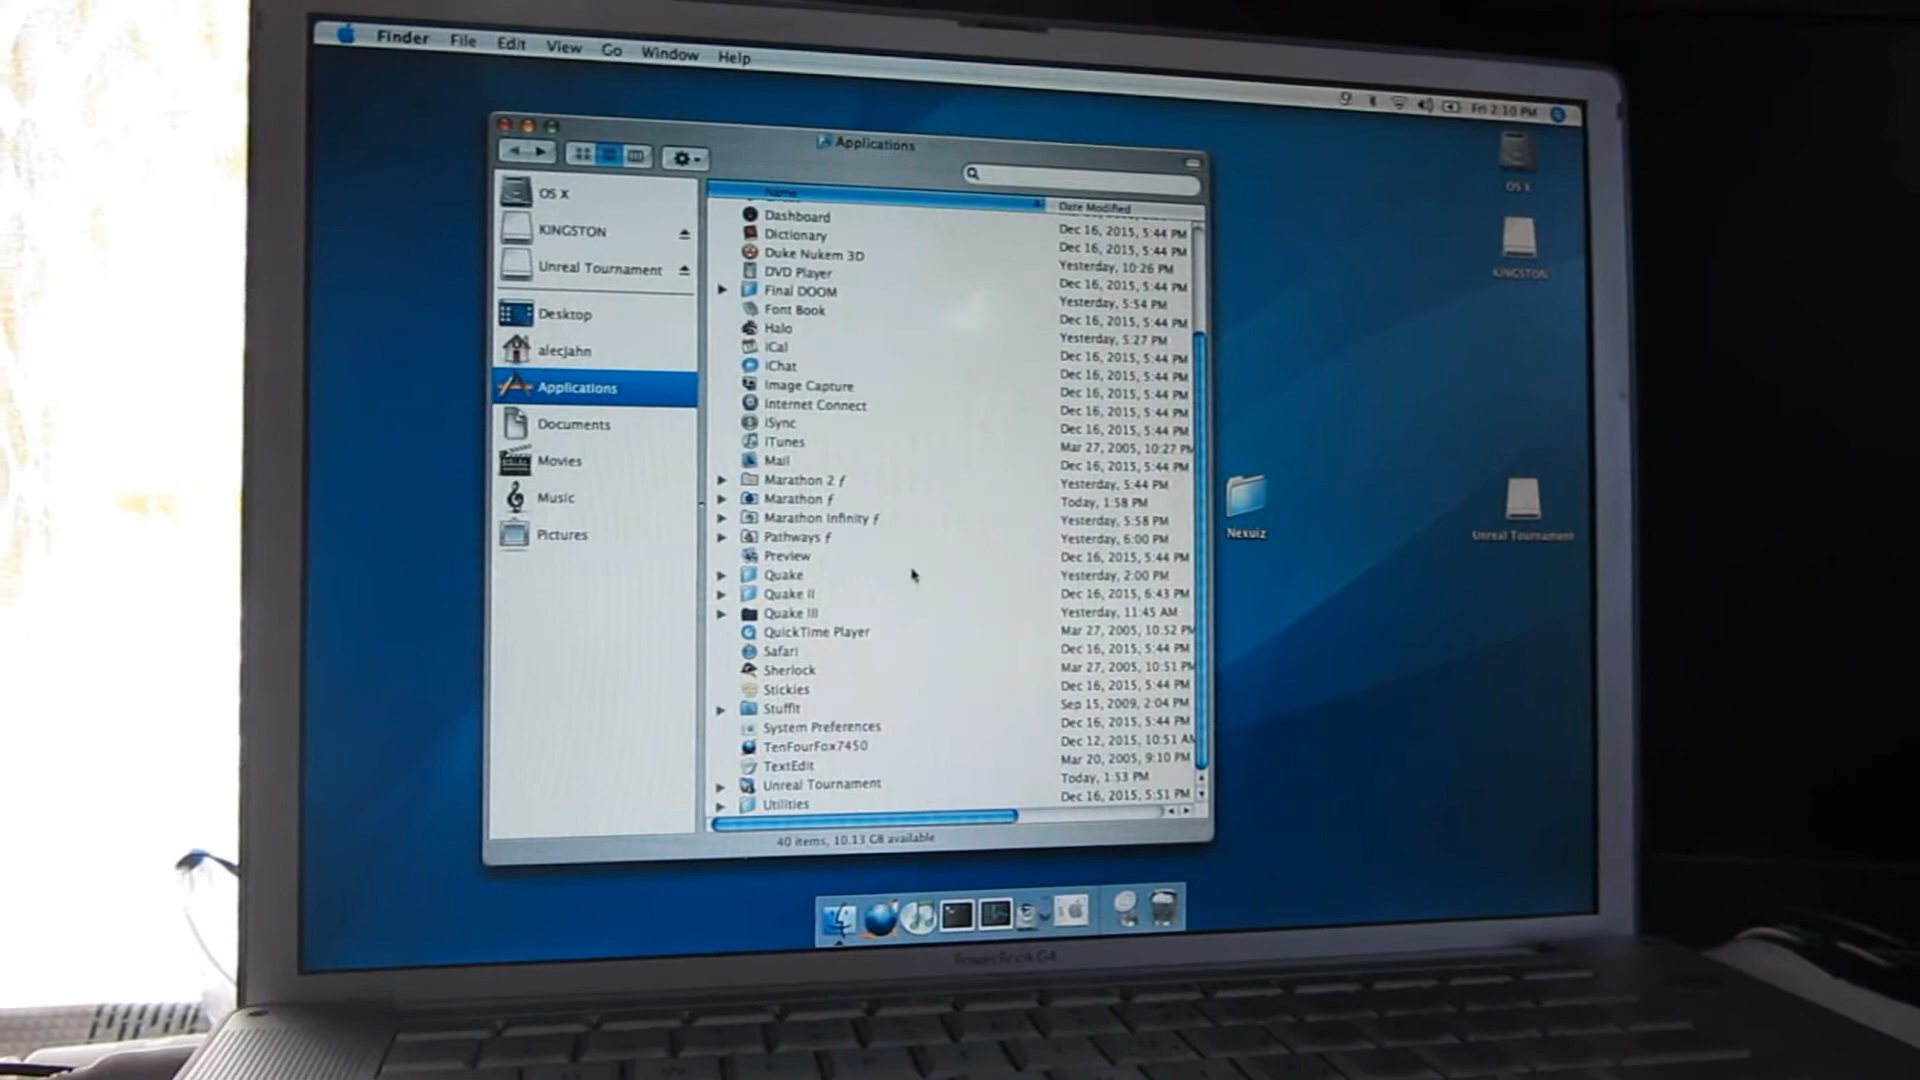 Finder File Edit View Go Window Help
Fri 2:10 PM
Applications
OS X
KINGSTON
Unreal Tournament
Desktop
alecjahn
Applications
Documents
Movies
Music
Pictures
Name Date Modified
Dashboard Dec 16, 2015, 5:44 PM
Dictionary Dec 16, 2015, 5:44 PM
Duke Nukem 3D Yesterday, 10:26 PM
DVD Player Dec 16, 2015, 5:44 PM
Final DOOM Yesterday, 5:54 PM
Font Book Dec 16, 2015, 5:44 PM
Halo Yesterday, 5:27 PM
iCal Dec 16, 2015, 5:44 PM
iChat Dec 16, 2015, 5:44 PM
Image Capture Dec 16, 2015, 5:44 PM
Internet Connect Dec 16, 2015, 5:44 PM
iSync Dec 16, 2015, 5:44 PM
iTunes Mar 27, 2005, 10:27 PM
Mail Dec 16, 2015, 5:44 PM
Marathon 2 ƒ Yesterday, 5:44 PM
Marathon ƒ Today, 1:58 PM
Marathon Infinity ƒ Yesterday, 5:58 PM
Pathways ƒ Yesterday, 6:00 PM
Preview Dec 16, 2015, 5:44 PM
Quake Yesterday, 2:00 PM
Quake II Dec 16, 2015, 6:43 PM
Quake III Yesterday, 11:45 AM
QuickTime Player Mar 27, 2005, 10:52 PM
Safari Dec 16, 2015, 5:44 PM
Sherlock Mar 27, 2005, 10:51 PM
Stickies Dec 16, 2015, 5:44 PM
StuffIt Sep 15, 2009, 2:04 PM
System Preferences Dec 16, 2015, 5:44 PM
TenFourFox7450 Dec 12, 2015, 10:51 AM
TextEdit Mar 20, 2005, 9:10 PM
Unreal Tournament Today, 1:53 PM
Utilities Dec 16, 2015, 5:51 PM
40 items, 10.13 GB available
OS X
KINGSTON
Nexuiz
Unreal Tournament
PowerBook G4